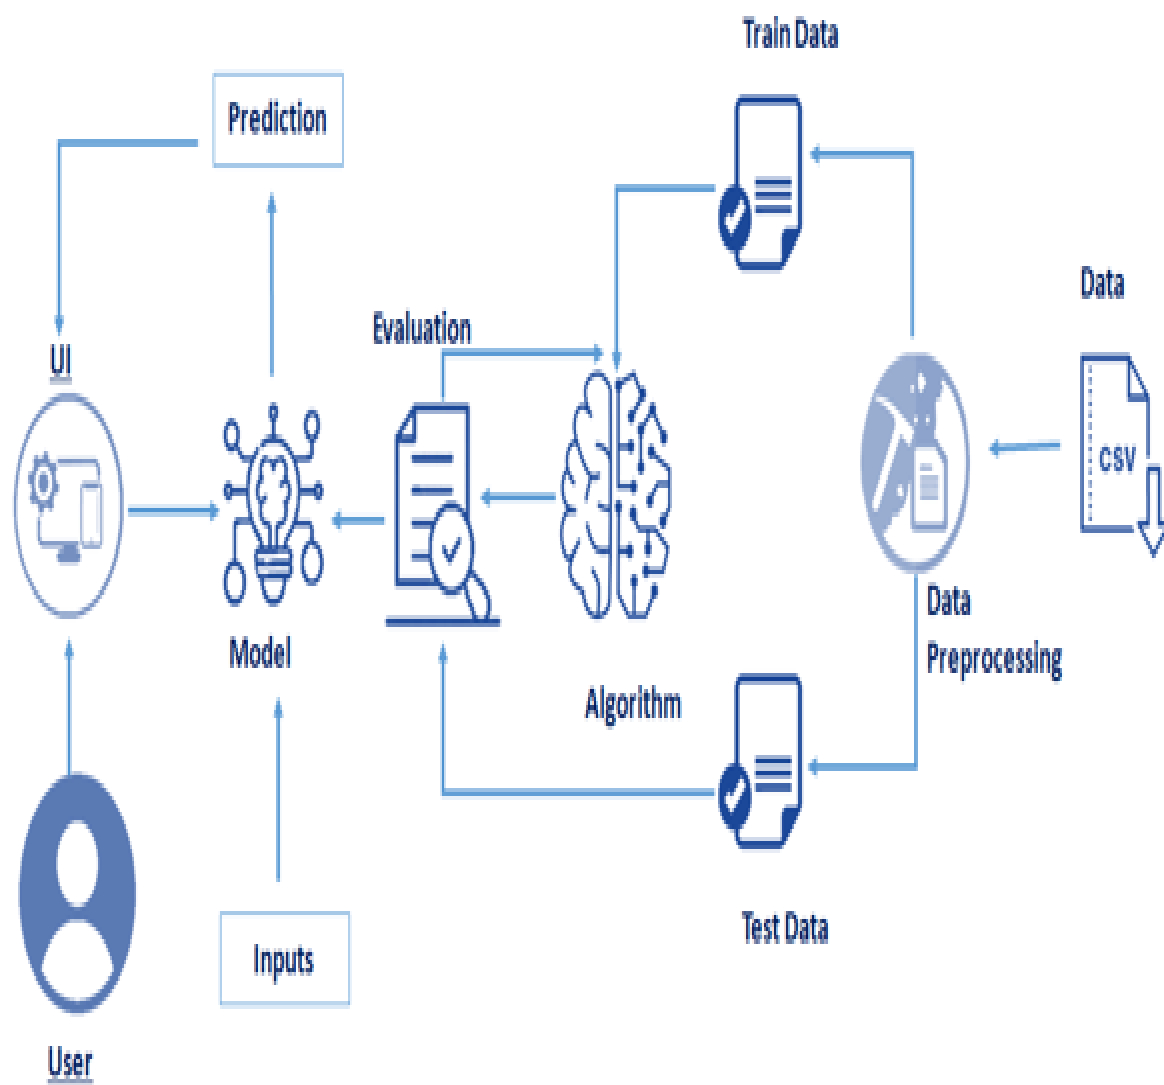 Train Data
Prediction
Data
Evaluation
UI
CSV
Data
Preprocessing
Model
Algorithm
Test Data
Inputs
User